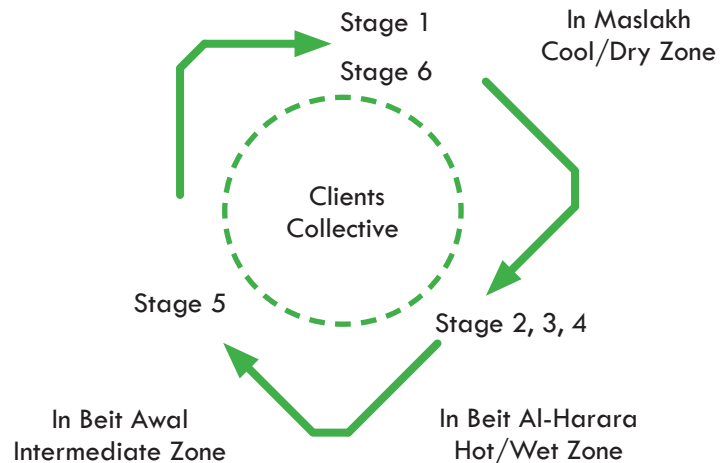 Stage 1
Stage 6
In Maslakh
Cool/Dry Zone
Clients
Collective
Stage 5
Stage 2, 3, 4
In Beit Awal
Intermediate Zone
In Beit Al-Harara
Hot/Wet Zone